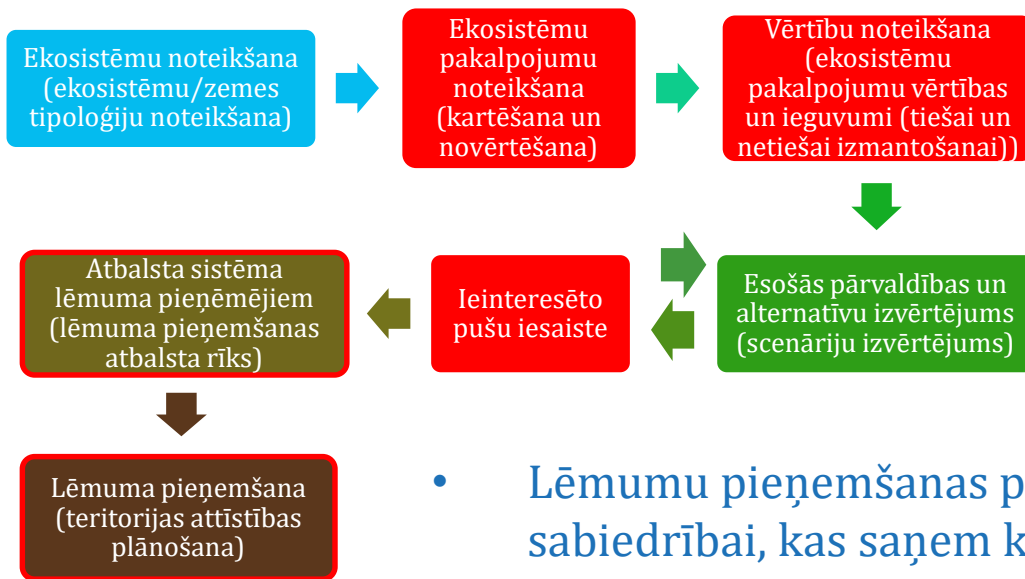 Ekosistēmu noteikšana
(ekosistēmu/zemes
tipoloģiju noteikšana)
Ekosistēmu
pakalpojumu
noteikšana
(kartēšana un
novērtēšana)
Vērtību noteikšana
(ekosistēmu
pakalpojumu vērtības
un ieguvumi (tiešai un
netiešai izmantošanai))
Esošās pārvaldības un
alternatīvu izvērtējums
(scenāriju izvērtējums)
Ieinteresēto
pušu iesaiste
Atbalsta sistēma
lēmuma pieņēmējiem
(lēmuma pieņemšanas
atbalsta rīks)
Lēmuma pieņemšana
(teritorijas attīstības
plānošana)
• Lēmumu pieņemšanas p
sabiedrībai, kas saņem k